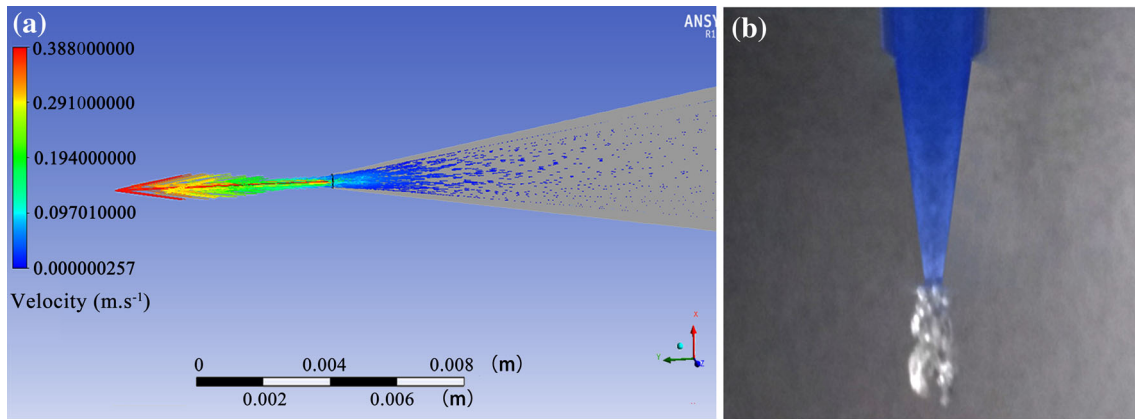 (a)
ANSY
R1
0.388000000
0.291000000
0.194000000
0.097010000
0.000000257
Velocity (m.s⁻¹)
0 0.004 0.008 (m)
0.002 0.006 (m)
X
Y
Z
(b)